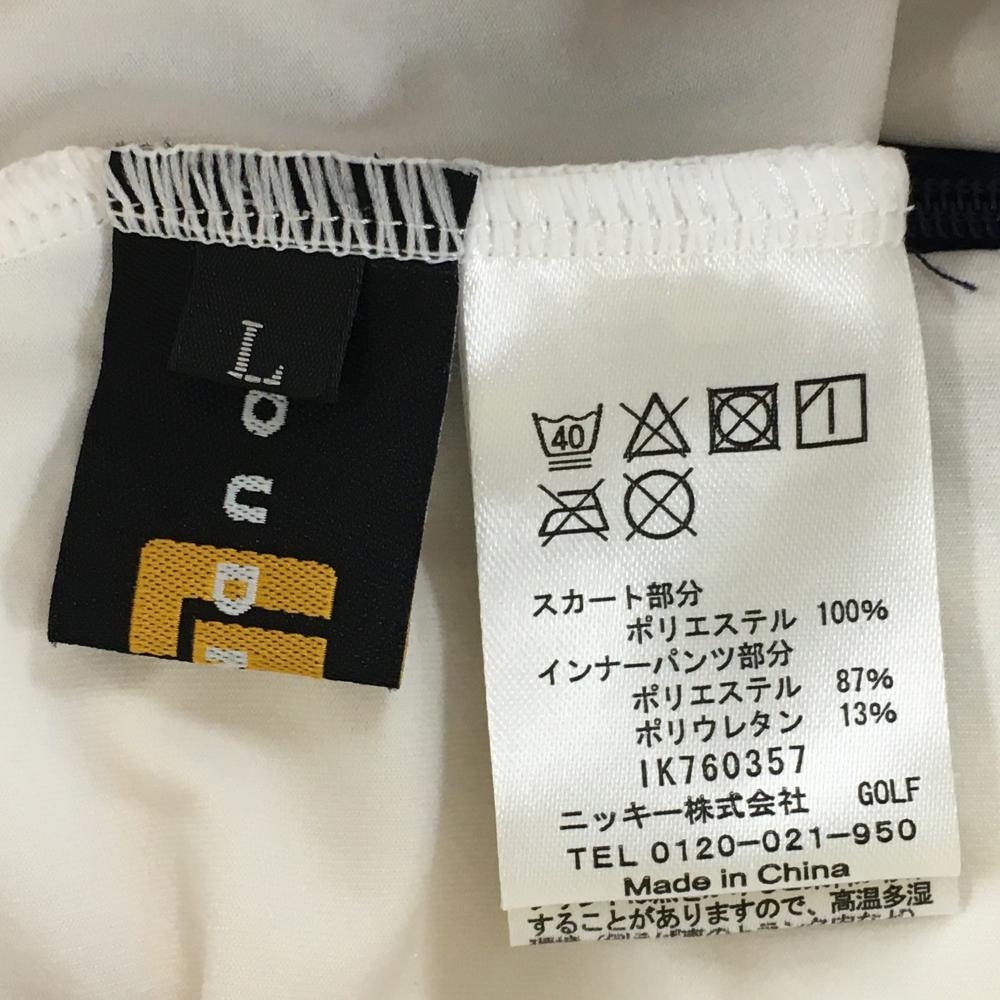 L
O
U
D
40
スカート部分
ポリエステル 100%
インナーパンツ部分
ポリエステル 87%
ポリウレタン 13%
IK760357
ニッキー株式会社 GOLF
TEL 0120-021-950
Made in China
することがありますので、高温多湿